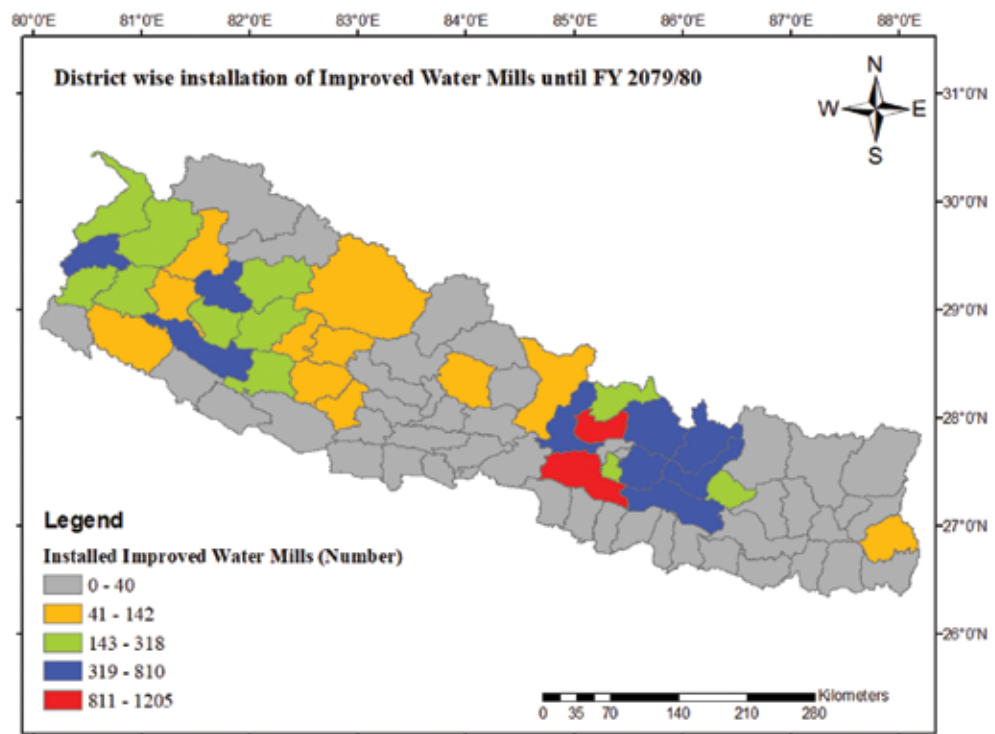 80°0'E 81°0'E 82°0'E 83°0'E 84°0'E 85°0'E 86°0'E 87°0'E 88°0'E
District wise installation of Improved Water Mills until FY 2079/80
N
W E
S
31°0'N
30°0'N
29°0'N
28°0'N
27°0'N
26°0'N
Legend
Installed Improved Water Mills (Number)
0 - 40
41 - 142
143 - 318
319 - 810
811 - 1205
Kilometers
0 35 70 140 210 280